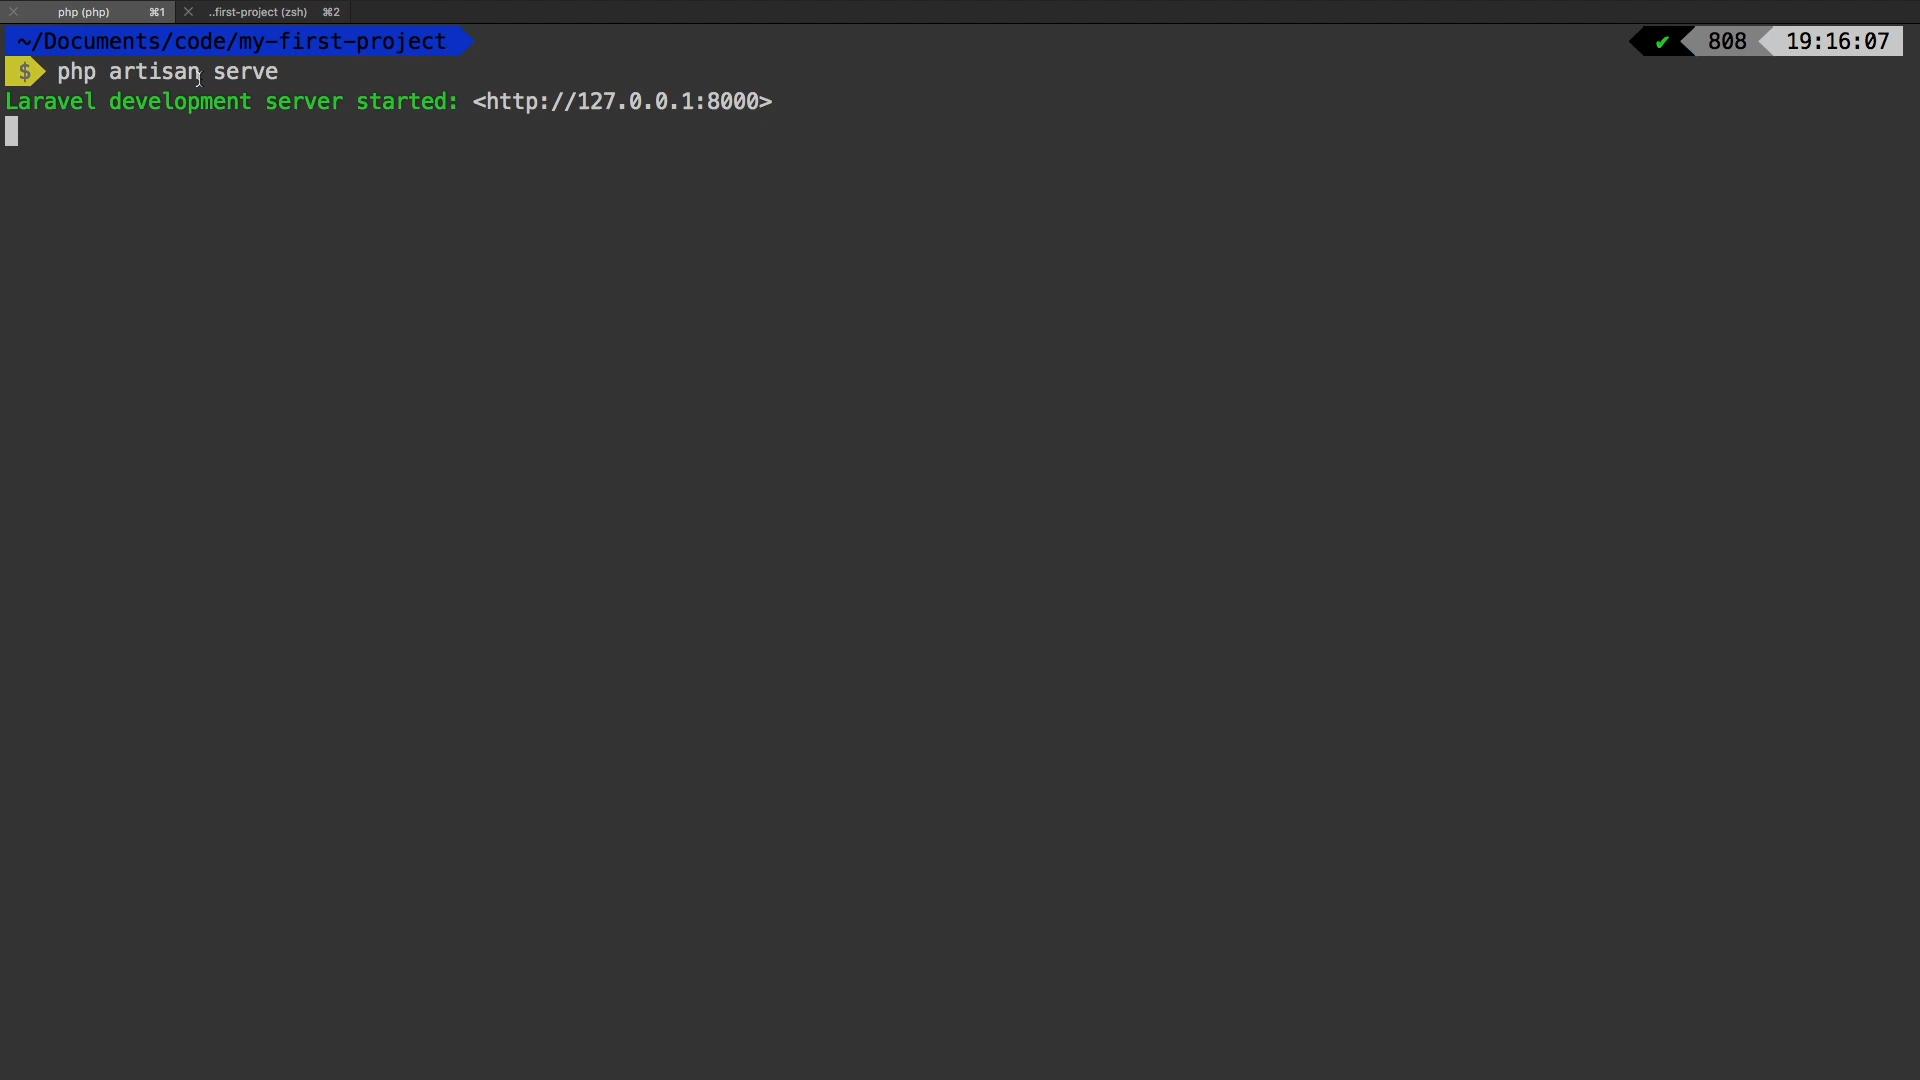 php (php) ⌘1 ..first-project (zsh) ⌘2
~/Documents/code/my-first-project ✔ 808 19:16:07
$ php artisan serve
Laravel development server started: <http://127.0.0.1:8000>